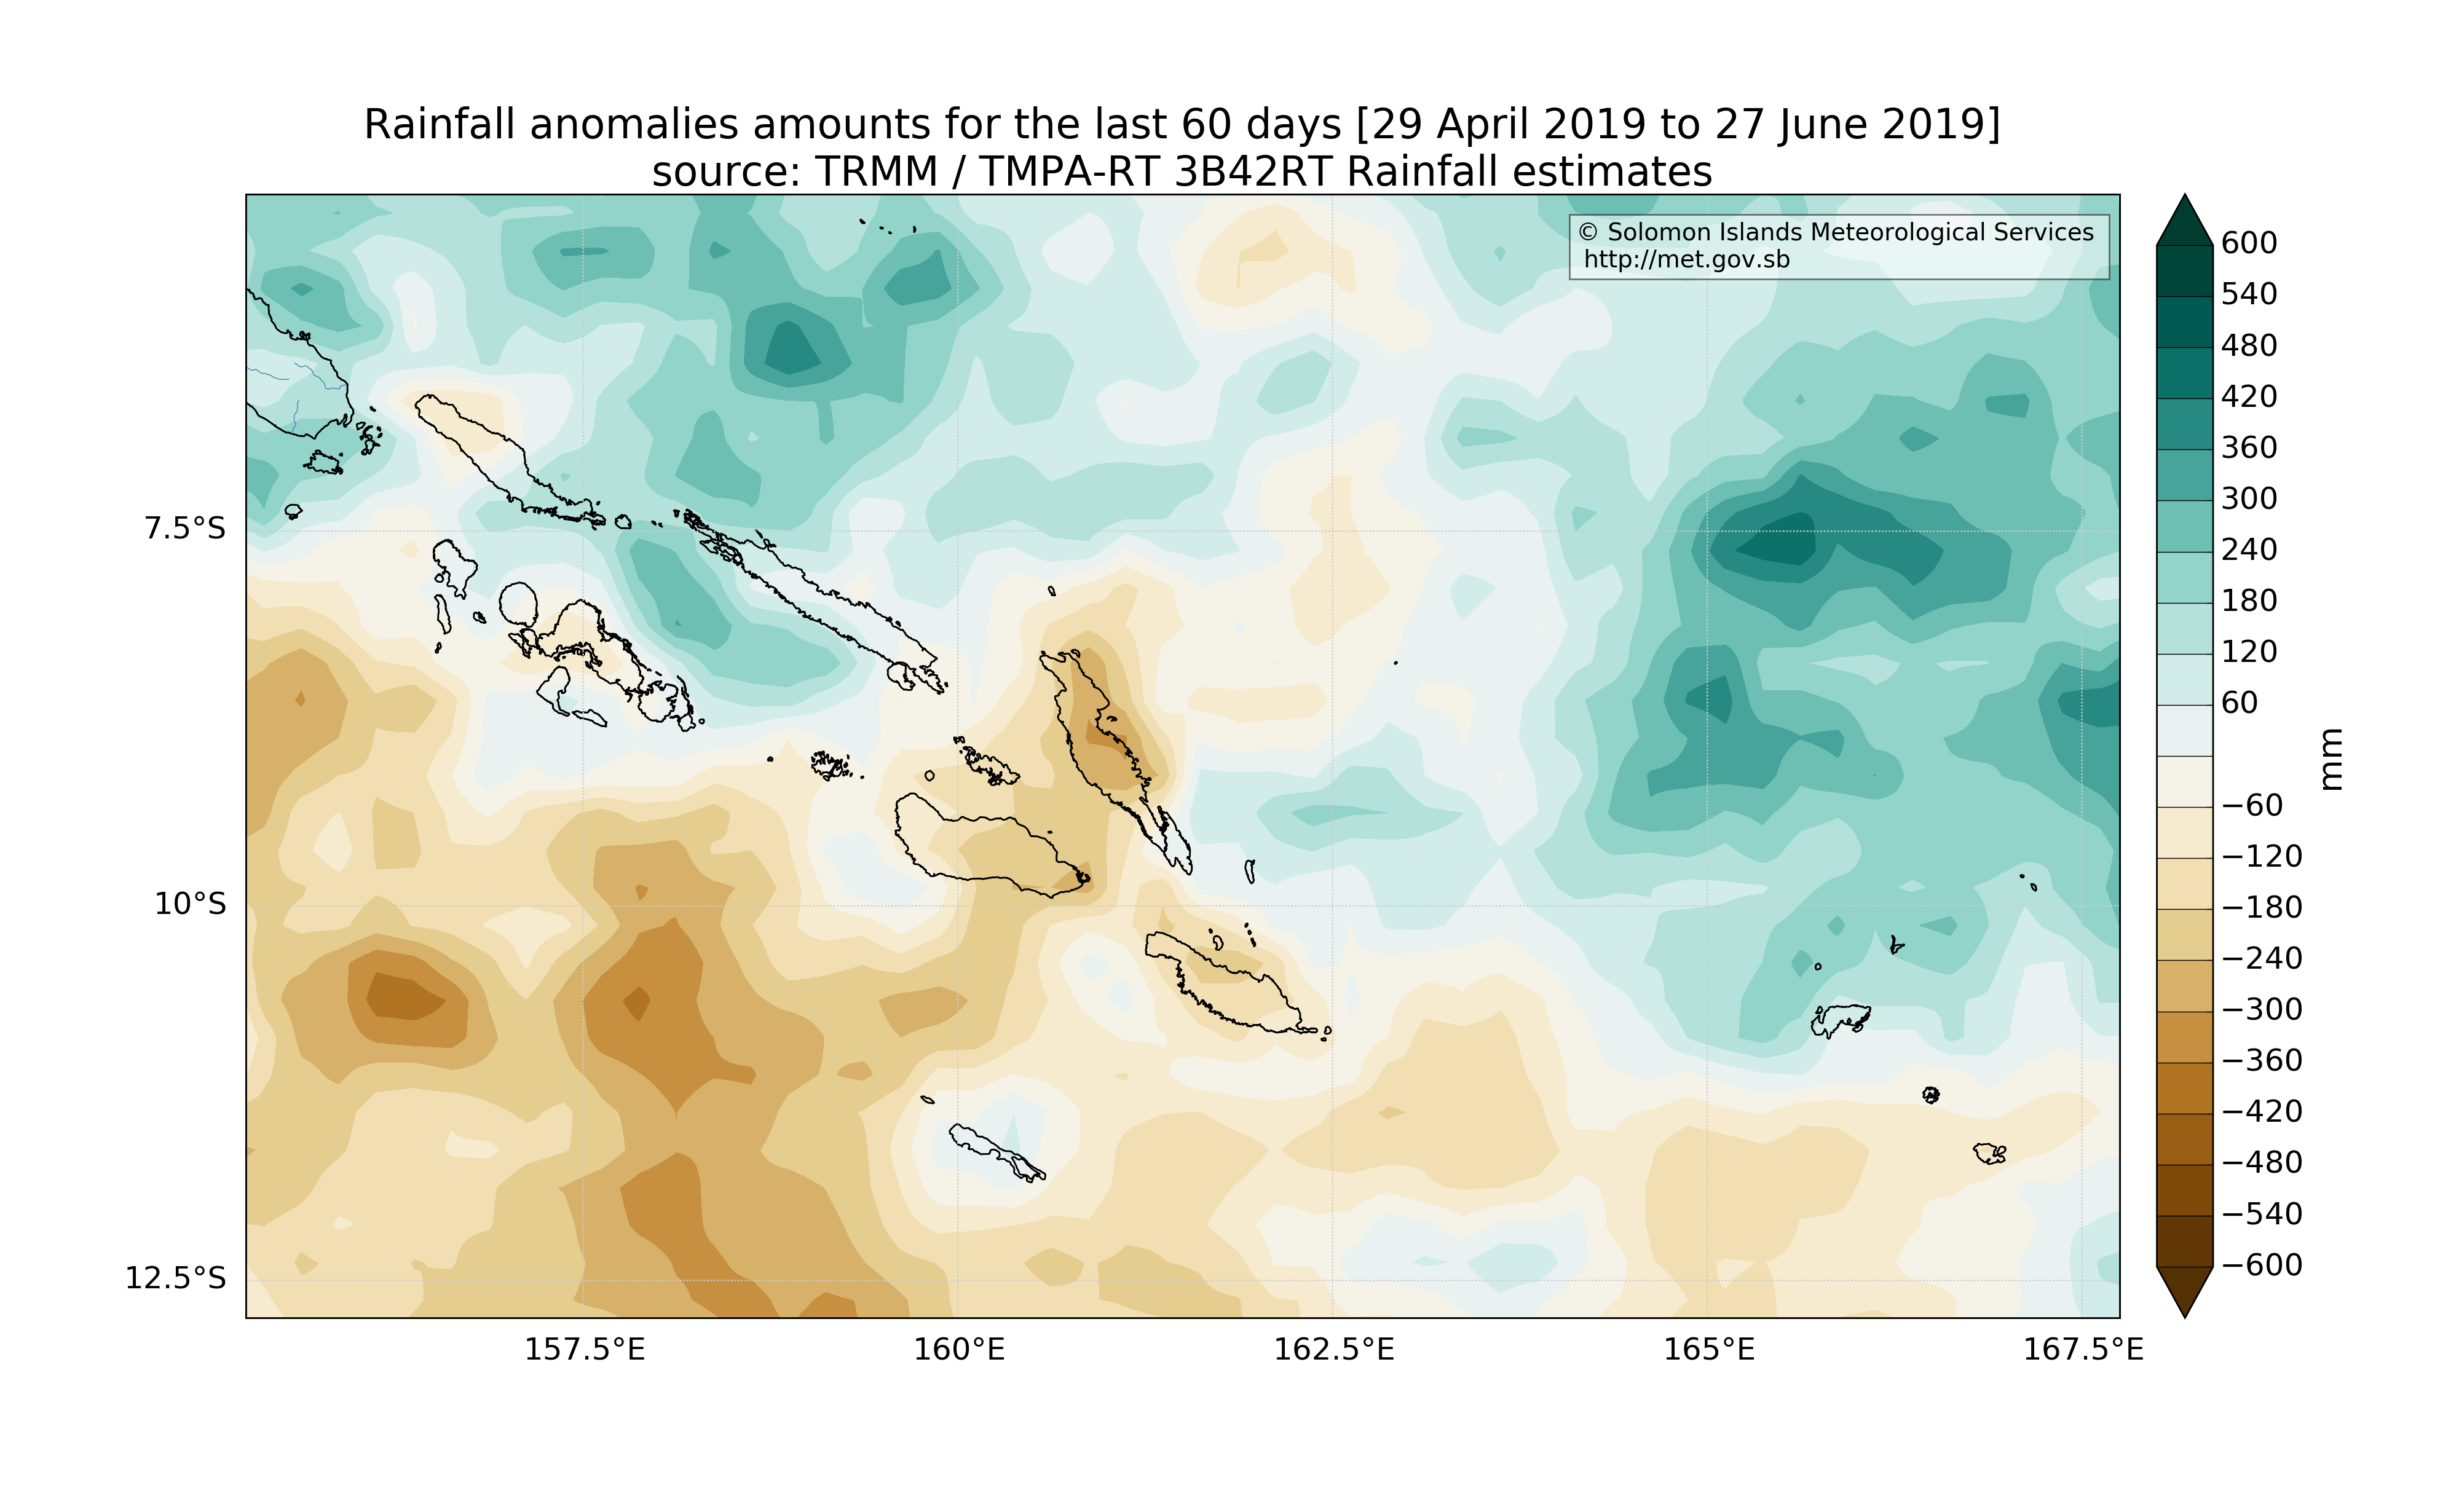 Rainfall anomalies amounts for the last 60 days [29 April 2019 to 27 June 2019]
source: TRMM / TMPA-RT 3B42RT Rainfall estimates
© Solomon Islands Meteorological Services
http://met.gov.sb
7.5°S
10°S
12.5°S
157.5°E
160°E
162.5°E
165°E
167.5°E
600
540
480
420
360
300
240
180
120
60
−60
−120
−180
−240
−300
−360
−420
−480
−540
−600
mm